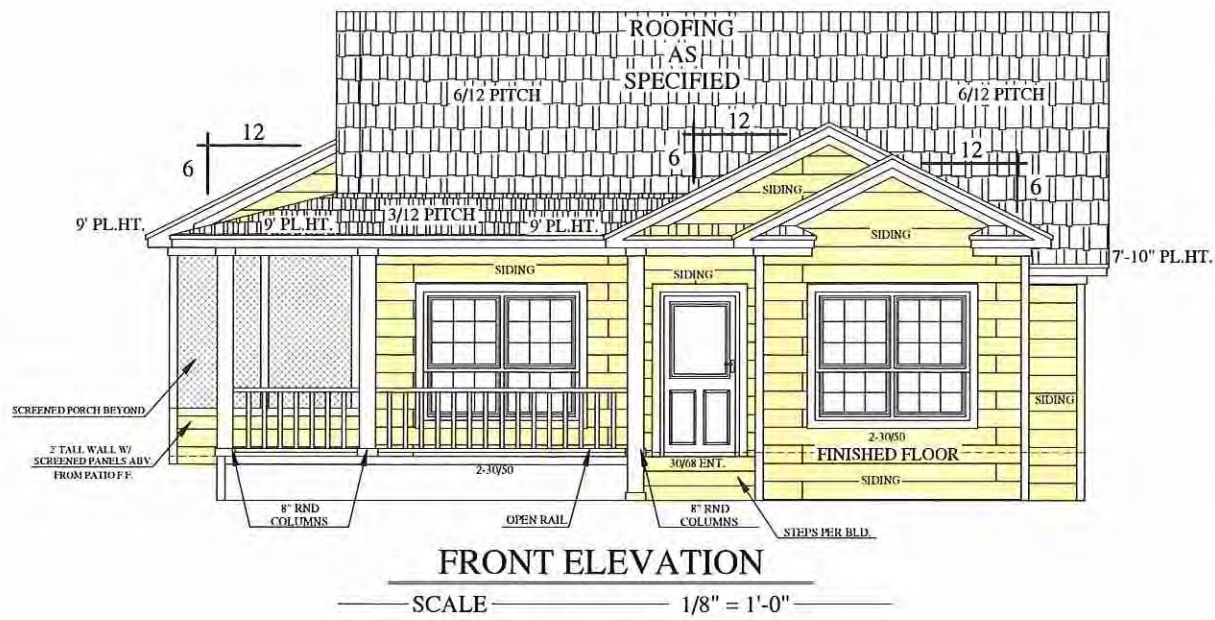 ROOFING
AS
SPECIFIED
6/12 PITCH
6/12 PITCH
12
6
12
6
12
6
SIDING
9' PL.HT.
9' PL.HT.
3/12 PITCH
9' PL.HT.
SIDING
7'-10" PL.HT.
SIDING
SIDING
SCREENED PORCH BEYOND
SIDING
2' TALL WALL W/
SCREENED PANELS ABV.
FROM PATIO F.F.
2-30/50
FINISHED FLOOR
2-30/50
30/68 ENT.
SIDING
8" RND
COLUMNS
OPEN RAIL
8" RND
COLUMNS
STEPS PER BLD.
FRONT ELEVATION
SCALE 1/8" = 1'-0"